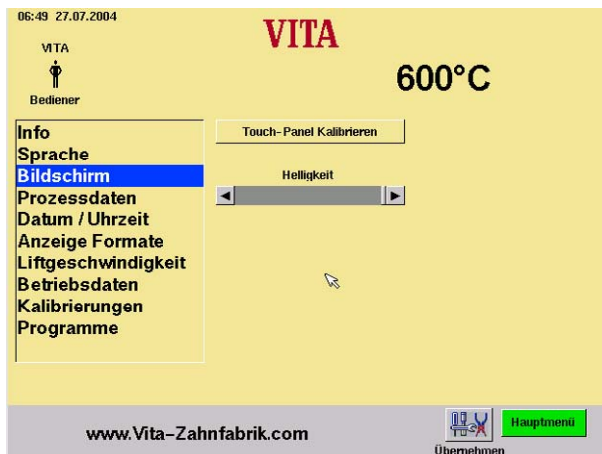 06:49 27.07.2004
VITA
VITA
600°C
Bediener
Info
Sprache
Bildschirm
Prozessdaten
Datum / Uhrzeit
Anzeige Formate
Liftgeschwindigkeit
Betriebsdaten
Kalibrierungen
Programme
Touch-Panel Kalibrieren
Helligkeit
www.Vita-Zahnfabrik.com
Übernehmen
Hauptmenü